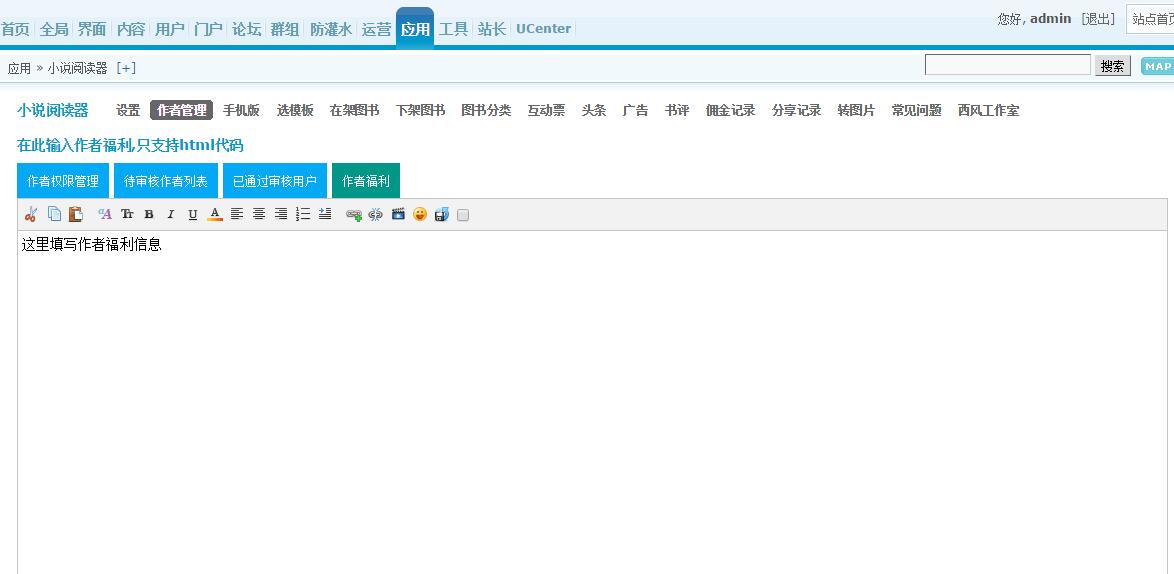 您好, admin [退出] 站点首页
首页 全局 界面 内容 用户 门户 论坛 群组 防灌水 运营 应用 工具 站长 UCenter
应用 » 小说阅读器 [+] 搜索 MAP
小说阅读器 设置 作者管理 手机版 选模板 在架图书 下架图书 图书分类 互动票 头条 广告 书评 佣金记录 分享记录 转图片 常见问题 西风工作室
在此输入作者福利,只支持html代码
作者权限管理 待审核作者列表 已通过审核用户 作者福利
这里填写作者福利信息